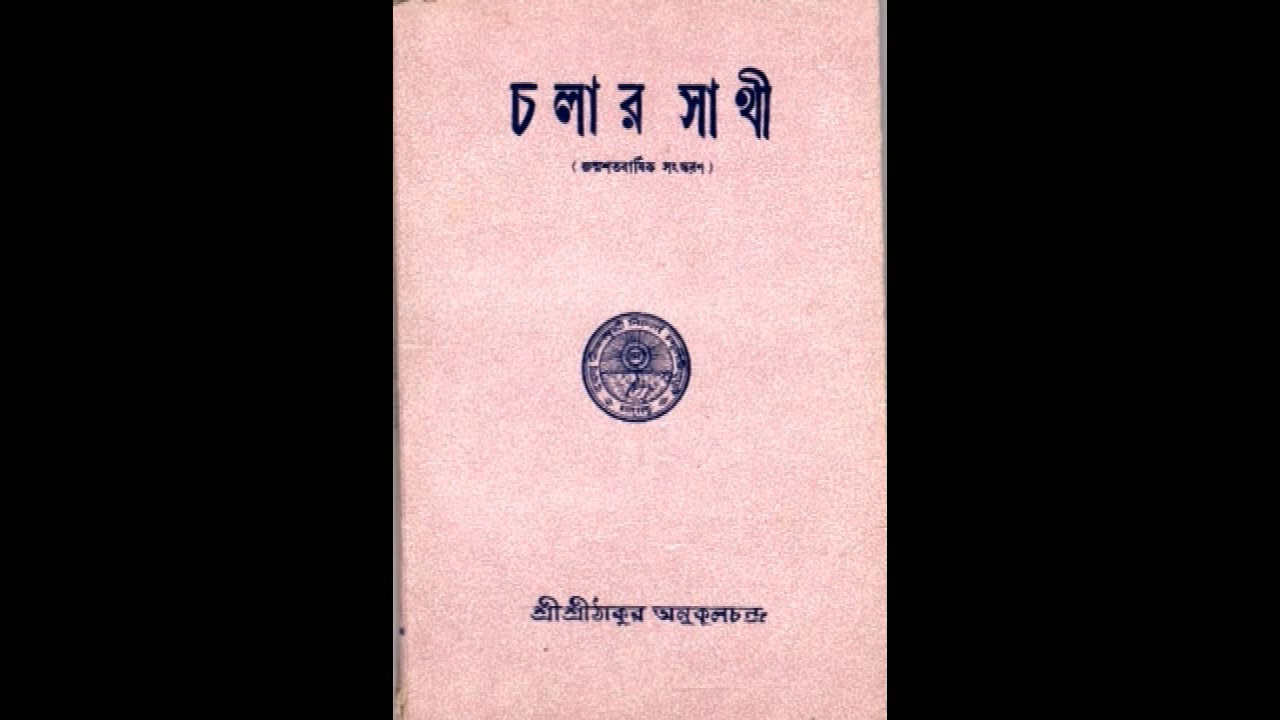 চলার সাথী
( জন্মশতবার্ষিক সংস্করণ )
শ্রীশ্রীঠাকুর অনুকূলচন্দ্র